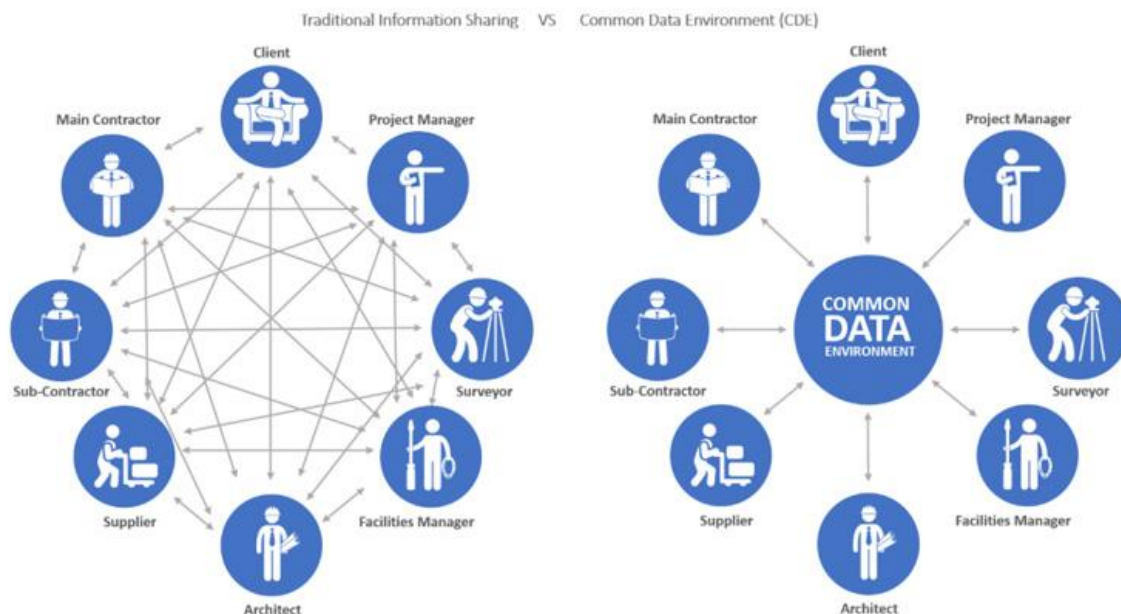 Traditional Information Sharing VS Common Data Environment (CDE)
Client
Main Contractor
Project Manager
Sub-Contractor
Surveyor
Supplier
Facilities Manager
Architect
Client
Main Contractor
Project Manager
COMMON
DATA
ENVIRONMENT
Sub-Contractor
Surveyor
Supplier
Facilities Manager
Architect